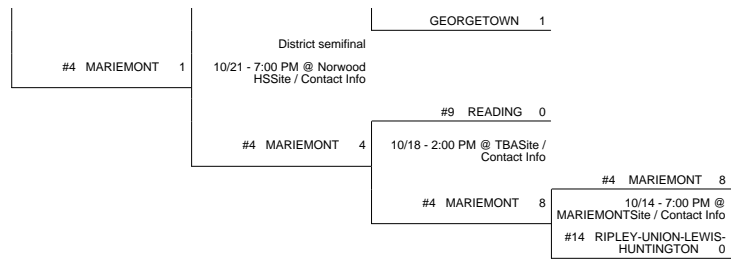 GEORGETOWN 1
District semifinal
#4 MARIEMONT 1
10/21 - 7:00 PM @ Norwood
HSSite / Contact Info
#9 READING 0
#4 MARIEMONT 4
10/18 - 2:00 PM @ TBASite /
Contact Info
#4 MARIEMONT 8
#4 MARIEMONT 8
10/14 - 7:00 PM @
MARIEMONTSite / Contact Info
#14 RIPLEY-UNION-LEWIS-
HUNTINGTON 0